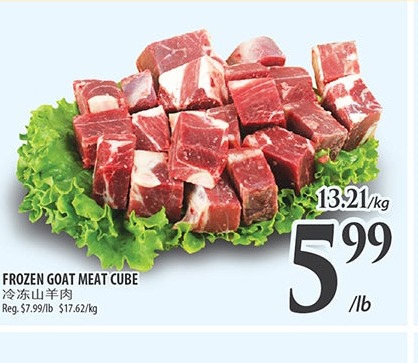 13.21/kg
5.99
/lb
FROZEN GOAT MEAT CUBE
冷冻山羊肉
Reg. $7.99/lb $17.62/kg